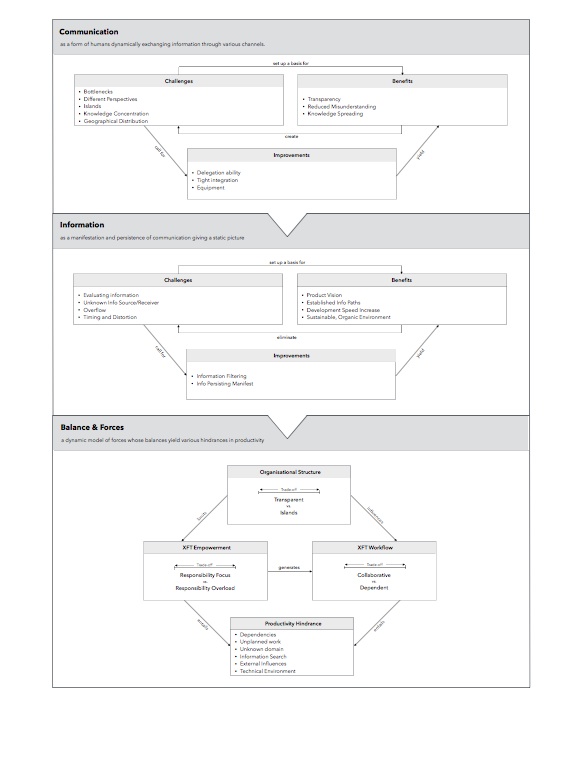 Communication
as a form of humans dynamically exchanging information through various channels.
set up a basis for
Challenges
• Bottlenecks
• Different Perspectives
• Islands
• Knowledge Concentration
• Geographical Distribution
Benefits
• Transparency
• Reduced Misunderstanding
• Knowledge Spreading
create
call for
yield
Improvements
• Delegation ability
• Tight integration
• Equipment
Information
as a manifestation and persistence of communication giving a static picture
set up a basis for
Challenges
• Evaluating information
• Unknown Info Source/Receiver
• Overflow
• Timing and Distortion
Benefits
• Product Vision
• Established Info Paths
• Development Speed Increase
• Sustainable, Organic Environment
eliminate
call for
yield
Improvements
• Information Filtering
• Info Persisting Manifest
Balance & Forces
a dynamic model of forces whose balances yield various hindrances in productivity
Organisational Structure
Trade off
Transparent
vs
Islands
influences
XFT Empowerment
Trade off
Responsibility Focus
vs
Responsibility Overload
generates
XFT Workflow
Trade off
Collaborative
vs
Dependent
entails
entails
Productivity Hindrance
• Dependencies
• Unplanned work
• Unknown domain
• Information Search
• External Influences
• Technical Environment